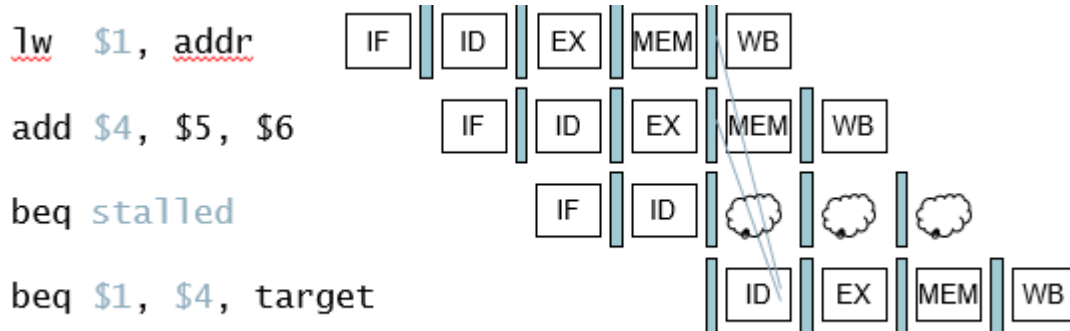 lw $1, addr IF ID EX MEM WB
add $4, $5, $6 IF ID EX MEM WB
beq stalled IF ID
beq $1, $4, target ID EX MEM WB